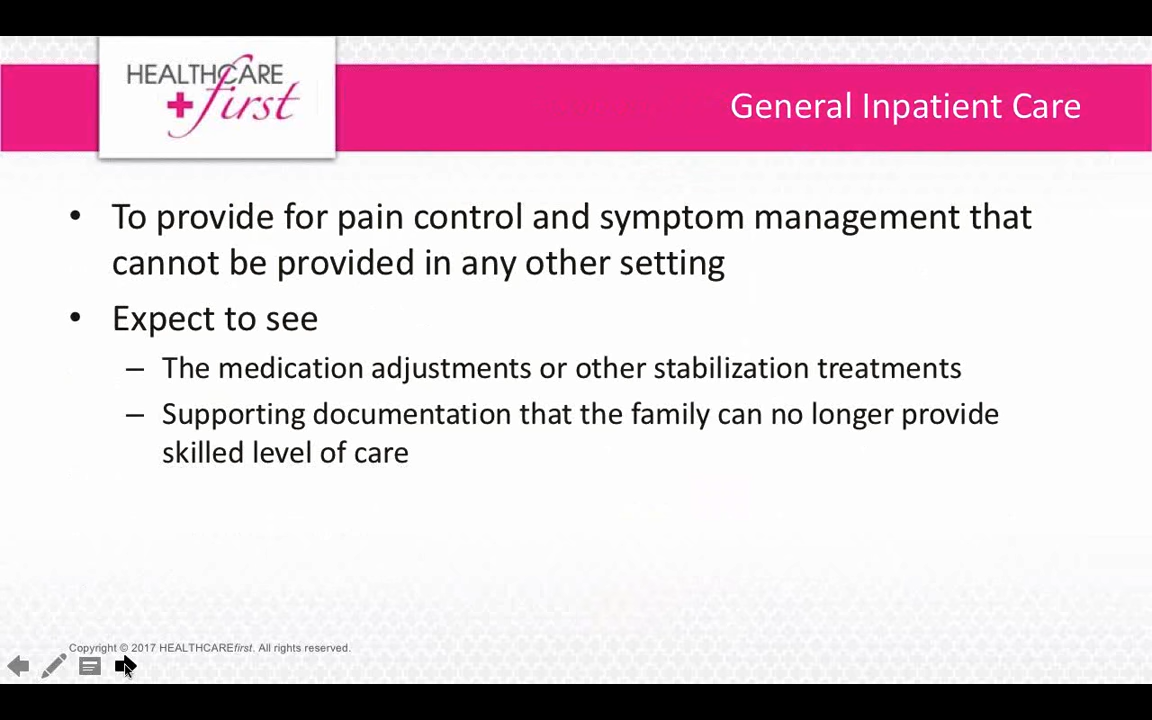 HEALTHCARE
first
General Inpatient Care
• To provide for pain control and symptom management that
cannot be provided in any other setting
• Expect to see
– The medication adjustments or other stabilization treatments
– Supporting documentation that the family can no longer provide
skilled level of care
Copyright © 2017 HEALTHCAREfirst. All rights reserved.